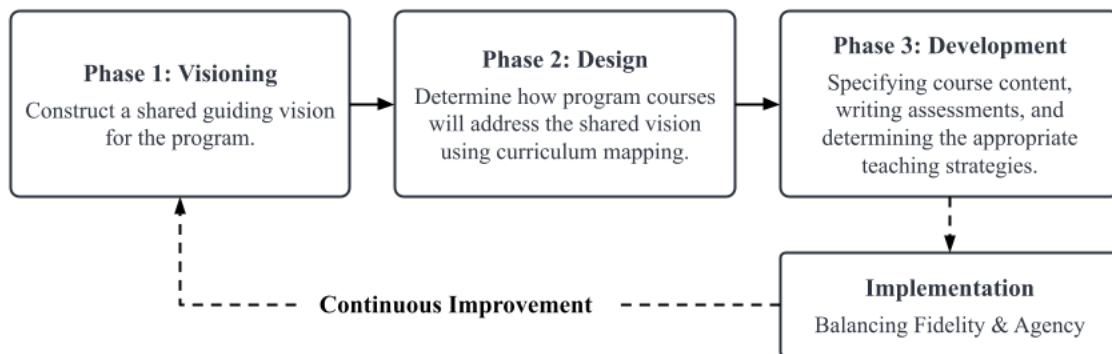 Phase 1: Visioning
Construct a shared guiding vision
for the program.
Phase 2: Design
Determine how program courses
will address the shared vision
using curriculum mapping.
Phase 3: Development
Specifying course content,
writing assessments, and
determining the appropriate
teaching strategies.
Implementation
Balancing Fidelity & Agency
Continuous Improvement